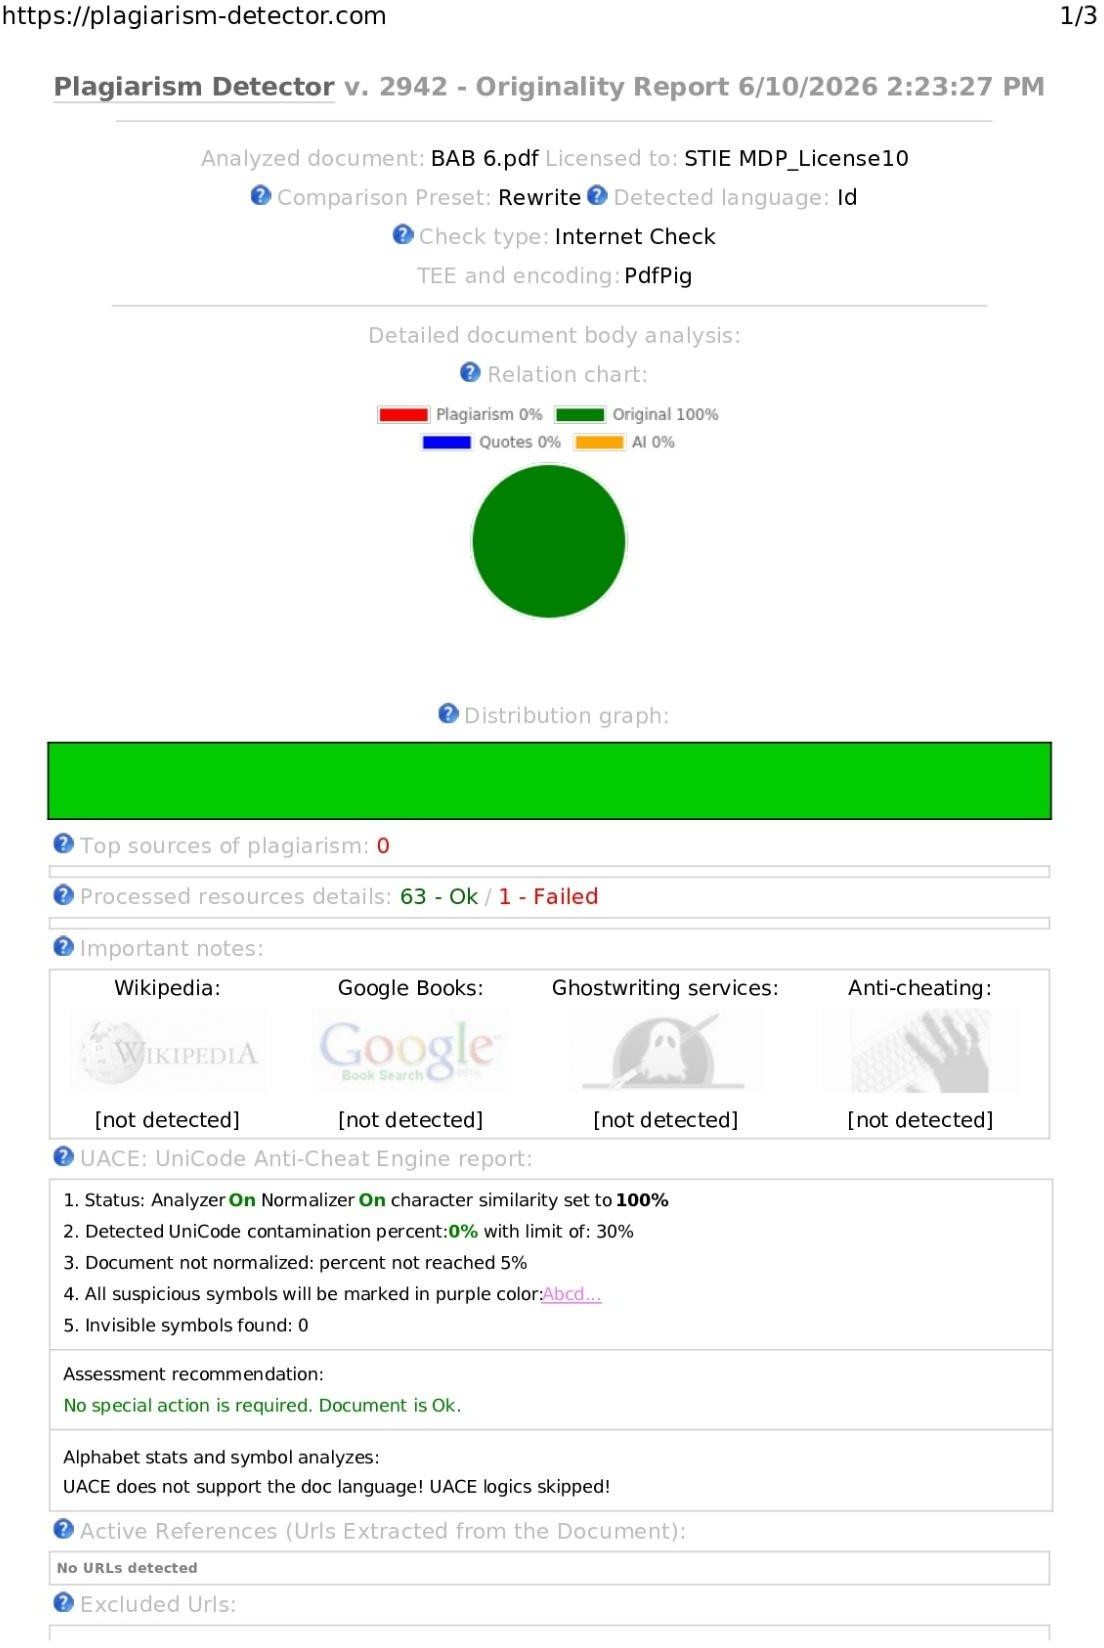 https://plagiarism-detector.com 1/3
Plagiarism Detector v. 2942 - Originality Report 6/10/2026 2:23:27 PM
Analyzed document: BAB 6.pdf Licensed to: STIE MDP_License10
? Comparison Preset: Rewrite ? Detected language: Id
? Check type: Internet Check
TEE and encoding: PdfPig
Detailed document body analysis:
? Relation chart:
Plagiarism 0% Original 100%
Quotes 0% AI 0%
? Distribution graph:
? Top sources of plagiarism: 0
? Processed resources details: 63 - Ok / 1 - Failed
? Important notes:
Wikipedia: Google Books: Ghostwriting services: Anti-cheating:
WIKIPEDIA Google
Book Search BETA
[not detected] [not detected] [not detected] [not detected]
? UACE: UniCode Anti-Cheat Engine report:
1. Status: Analyzer On Normalizer On character similarity set to 100%
2. Detected UniCode contamination percent:0% with limit of: 30%
3. Document not normalized: percent not reached 5%
4. All suspicious symbols will be marked in purple color:Abcd...
5. Invisible symbols found: 0
Assessment recommendation:
No special action is required. Document is Ok.
Alphabet stats and symbol analyzes:
UACE does not support the doc language! UACE logics skipped!
? Active References (Urls Extracted from the Document):
No URLs detected
? Excluded Urls: